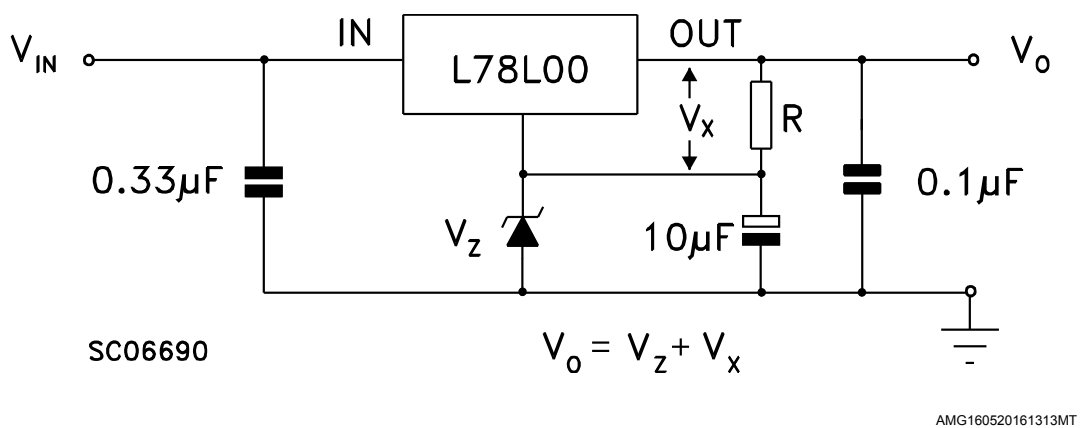 V_IN
IN
L78L00
OUT
V_O
V_X
R
0.33µF
V_Z
10µF
0.1µF
SC06690
V_O = V_Z + V_X
AMG160520161313MT